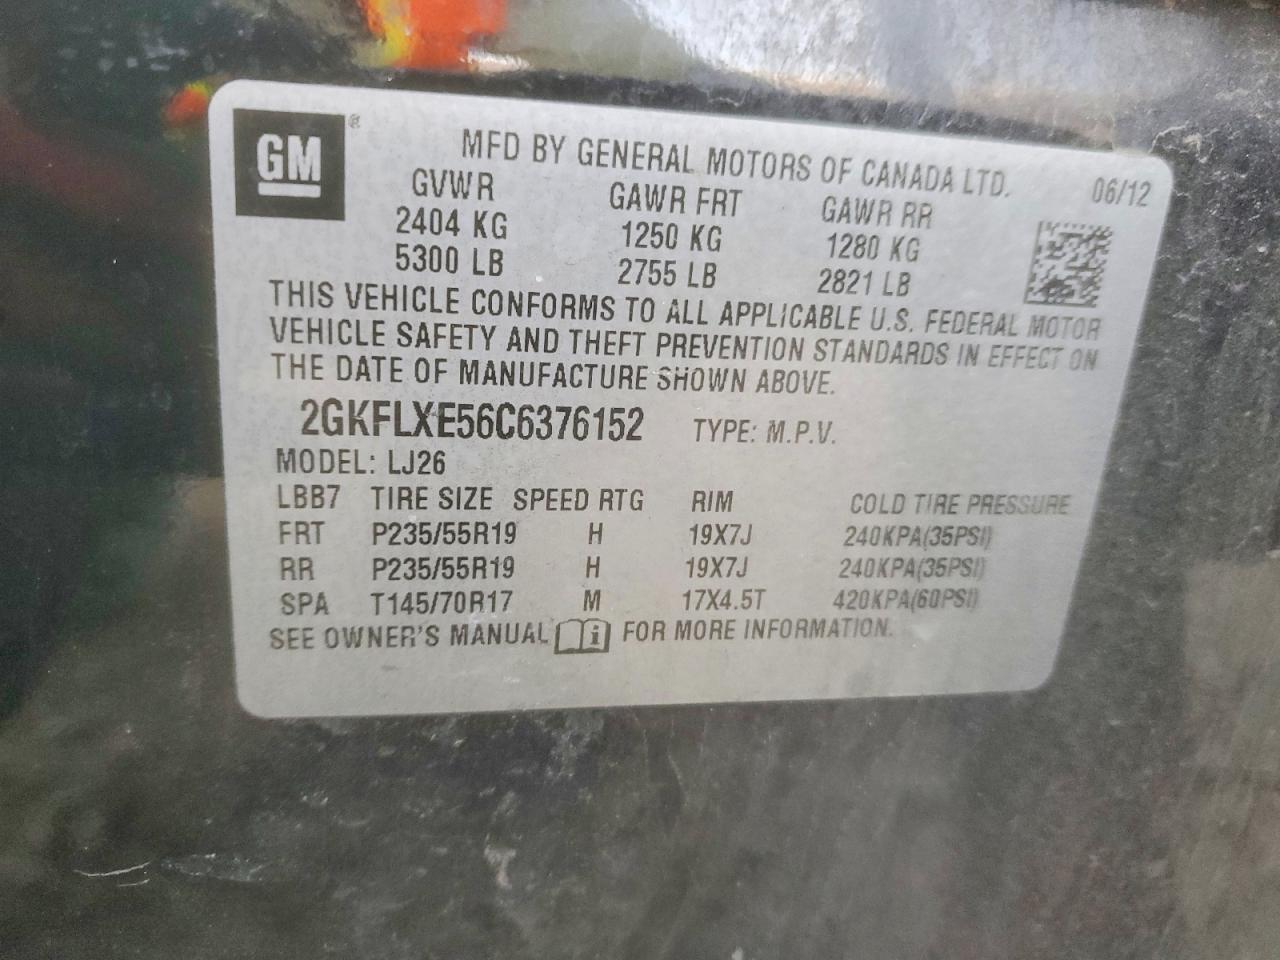 GM ®
MFD BY GENERAL MOTORS OF CANADA LTD. 06/12
GVWR GAWR FRT GAWR RR
2404 KG 1250 KG 1280 KG
5300 LB 2755 LB 2821 LB
THIS VEHICLE CONFORMS TO ALL APPLICABLE U.S. FEDERAL MOTOR
VEHICLE SAFETY AND THEFT PREVENTION STANDARDS IN EFFECT ON
THE DATE OF MANUFACTURE SHOWN ABOVE.
2GKFLXE56C6376152 TYPE: M.P.V.
MODEL: LJ26
LBB7 TIRE SIZE SPEED RTG RIM COLD TIRE PRESSURE
FRT P235/55R19 H 19X7J 240KPA(35PSI)
RR P235/55R19 H 19X7J 240KPA(35PSI)
SPA T145/70R17 M 17X4.5T 420KPA(60PSI)
SEE OWNER'S MANUAL i FOR MORE INFORMATION.